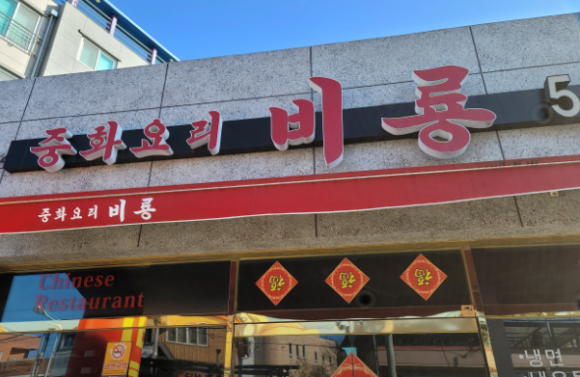 중화요리 비룡 5
중화요리 비룡
Chinese
Restaurant
福 福 福
·냉면